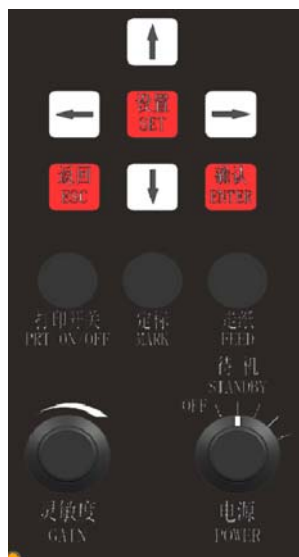 设置
SET
返回
ESC
确认
ENTER
打印开关
PRT ON/OFF
定标
MARK
走纸
FEED
待机
STANDBY
OFF
灵敏度
GAIN
电源
POWER